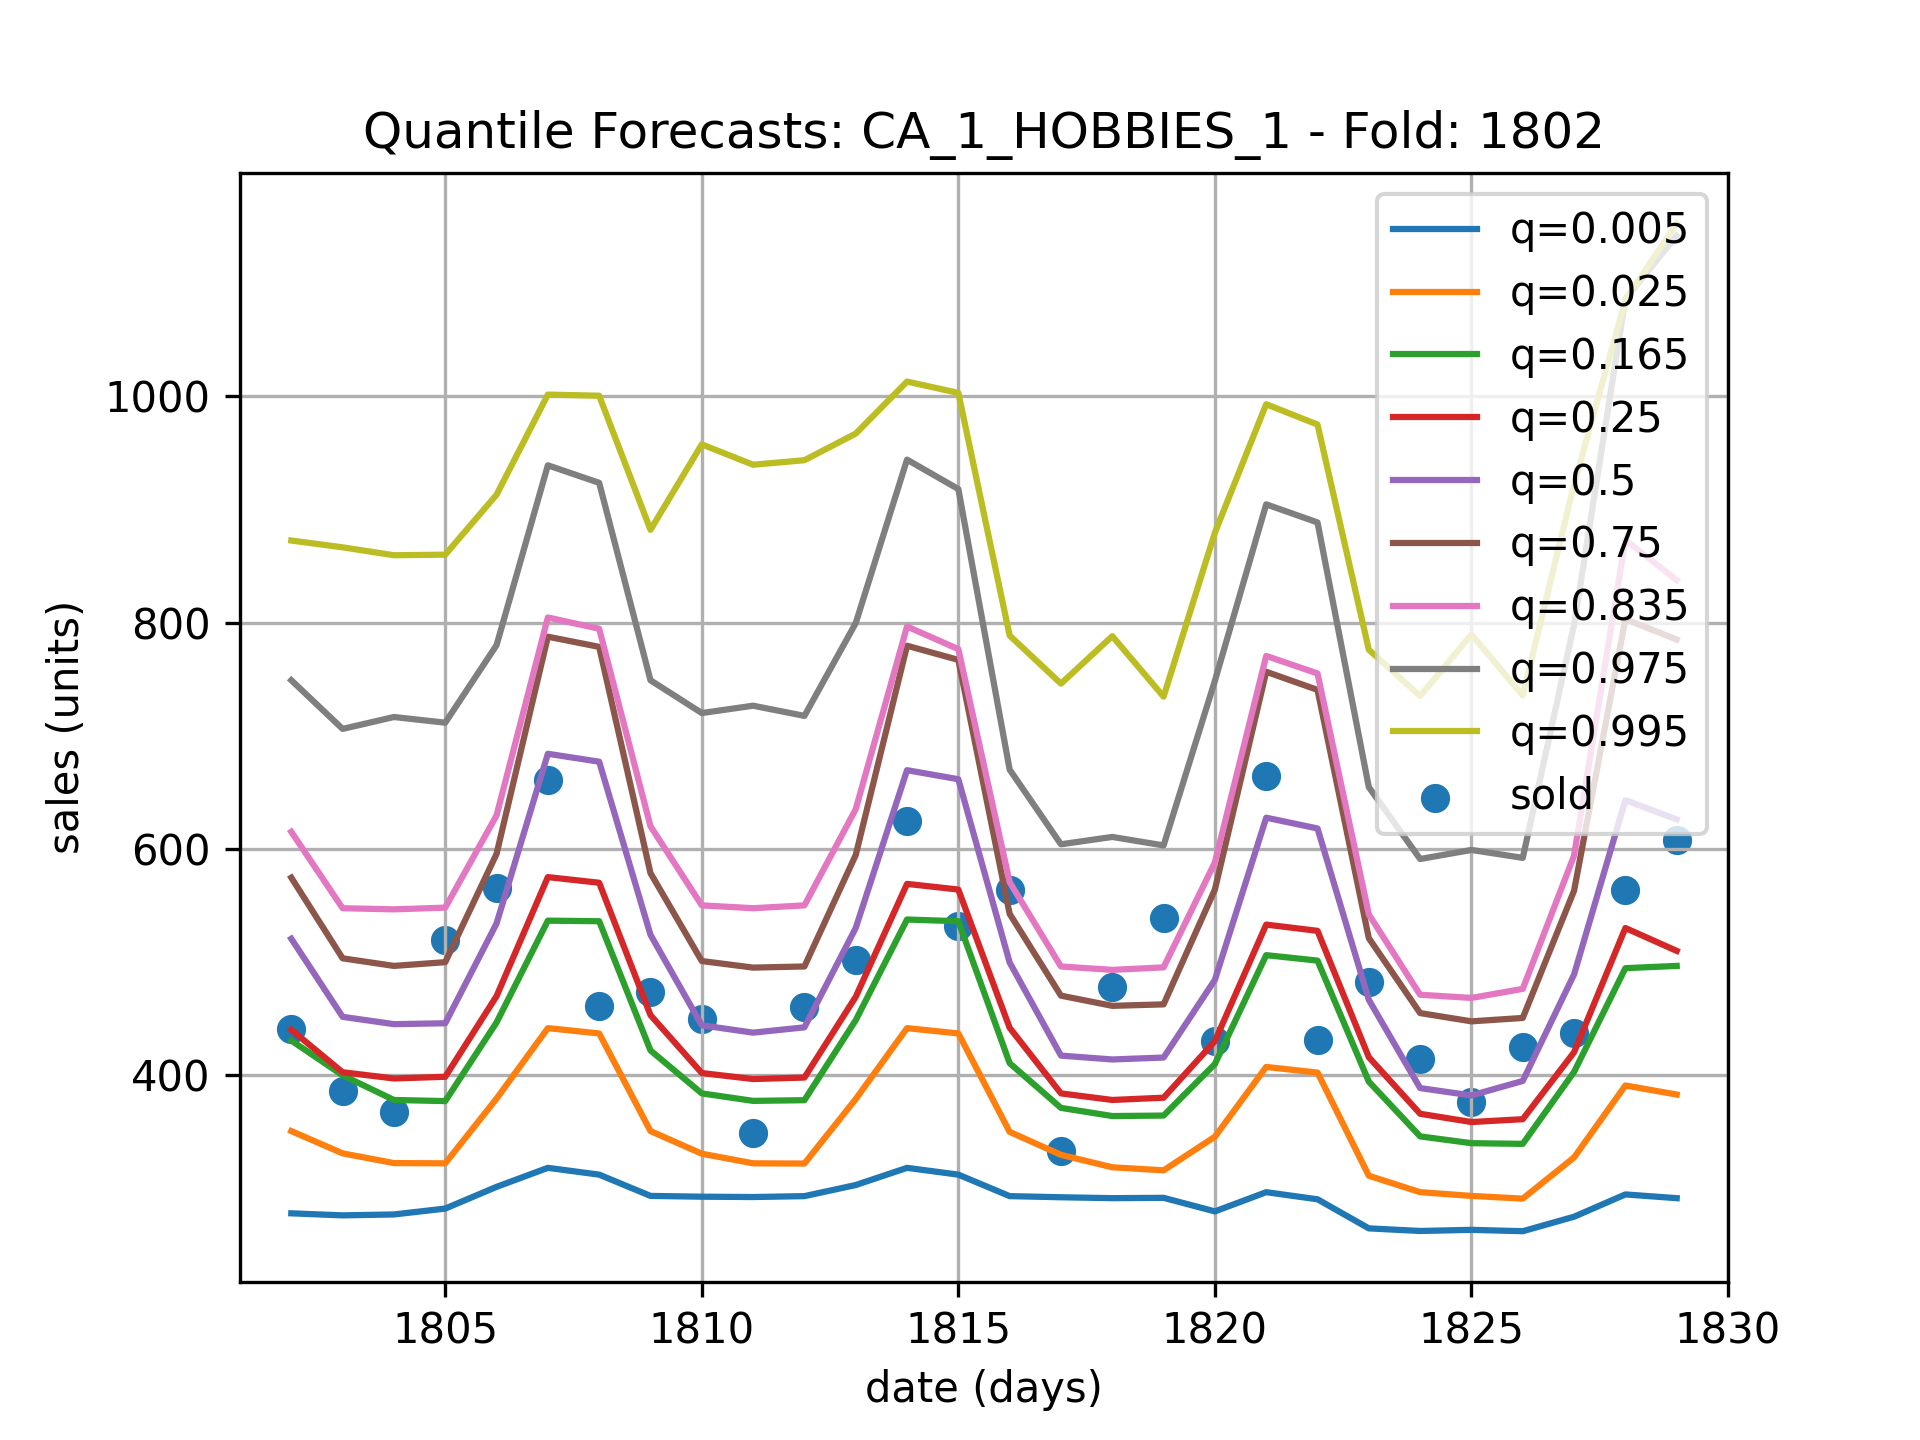 Quantile Forecasts: CA_1_HOBBIES_1 - Fold: 1802
q=0.005
q=0.025
q=0.165
q=0.25
q=0.5
q=0.75
q=0.835
q=0.975
q=0.995
sold
sales (units)
1000
800
600
400
1805 1810 1815 1820 1825 1830
date (days)